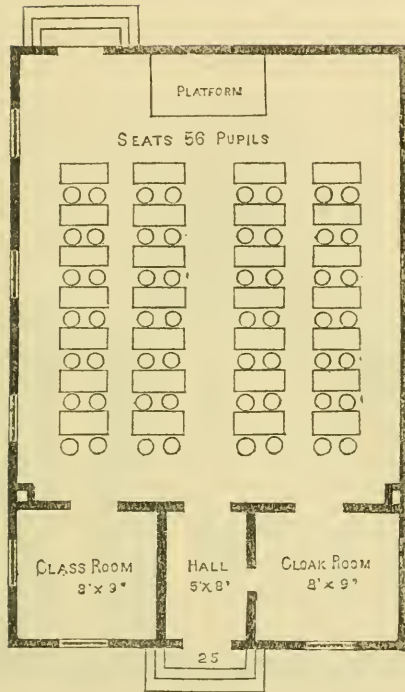 PLATFORM
SEATS 56 PUPILS
CLASS ROOM
8'x 9"
HALL
5'x 8'
CLOAK ROOM
8'x 9"
25